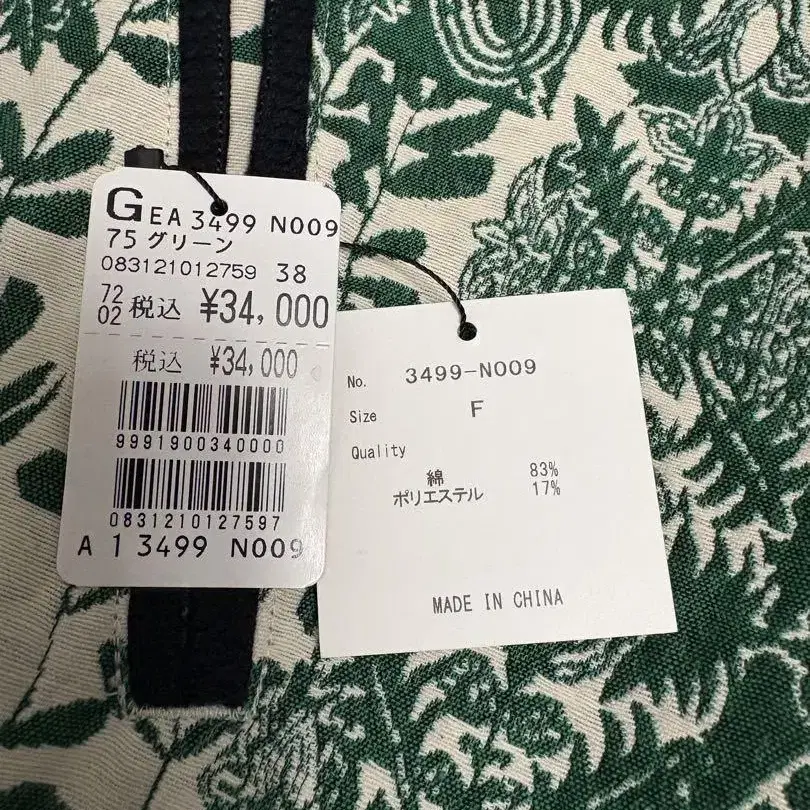 GEA 3499 N009
75 グリーン
083121012759 38
7202 税込 ¥34,000
税込 ¥34,000
9991900340000
0831210127597
A 1 3499 N009
No. 3499-N009
Size F
Quality
綿 83%
ポリエステル 17%
MADE IN CHINA